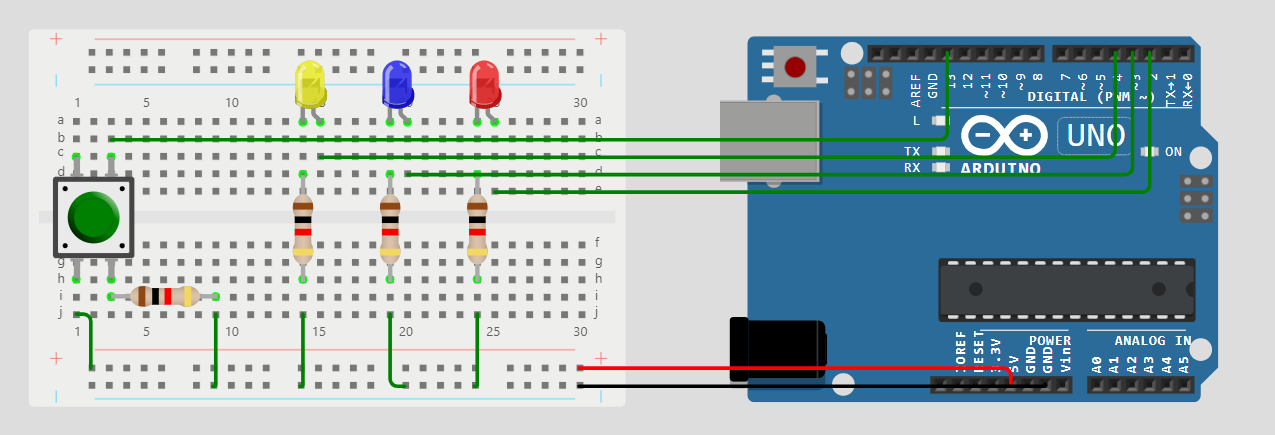 1 5 10 15 20 25 30
a a
b b
c c
d d
e
f
g g
h h
i i
j j
1 5 10 15 20 25 30
AREF
GND
13
12
~11
~10
~9
8
7
~6
~5
4
~3
2
TX→1
RX←0
DIGITAL (PWM ~)
L
TX
RX
UNO
ON
ARDUINO
IOREF
RESET
3.3V
5V
GND
GND
Vin
POWER
ANALOG IN
A0
A1
A2
A3
A4
A5